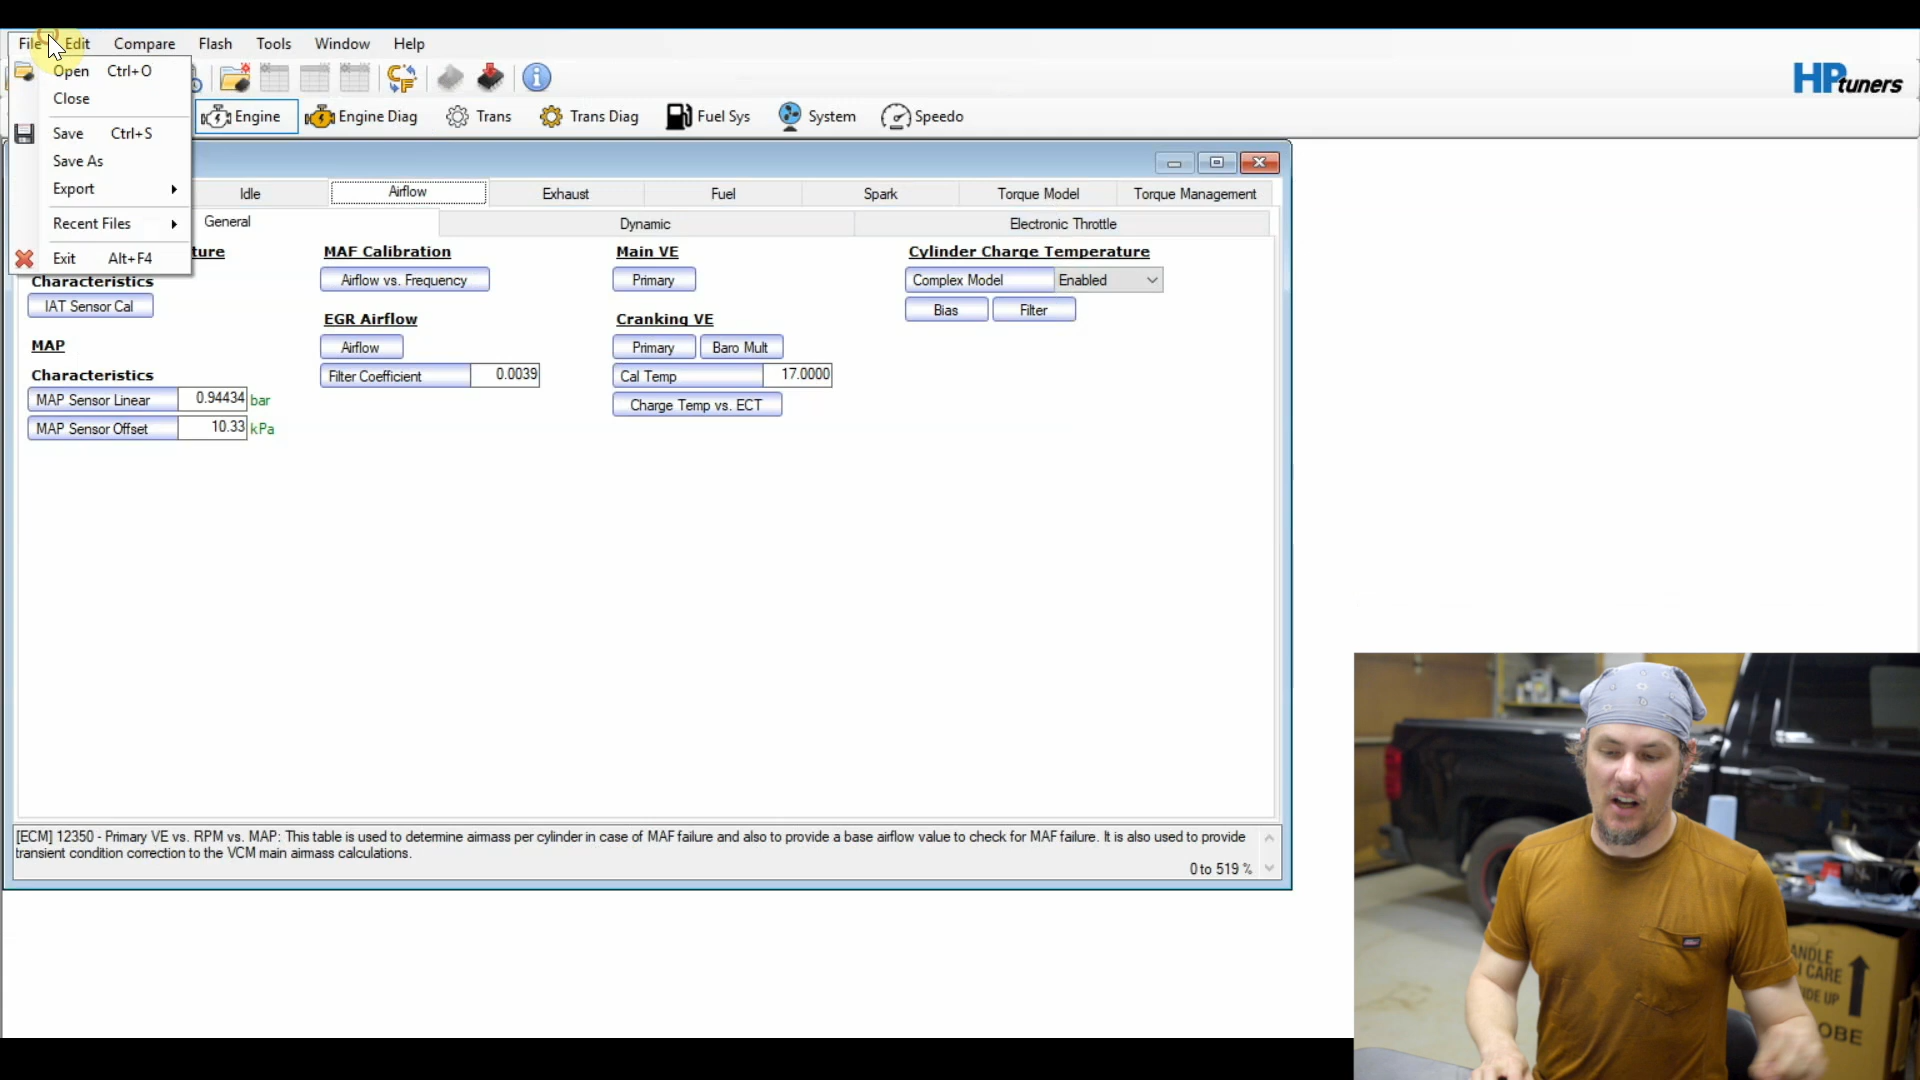 File Edit Compare Flash Tools Window Help
Open Ctrl+O
Close
Save Ctrl+S
Save As
Export
Recent Files
Exit Alt+F4
HPtuners
Engine Engine Diag Trans Trans Diag Fuel Sys System Speedo
Idle Airflow Exhaust Fuel Spark Torque Model Torque Management
General Dynamic Electronic Throttle
ture
Characteristics
IAT Sensor Cal
MAP
Characteristics
MAP Sensor Linear 0.94434 bar
MAP Sensor Offset 10.33 kPa
MAF Calibration
Airflow vs. Frequency
EGR Airflow
Airflow
Filter Coefficient 0.0039
Main VE
Primary
Cranking VE
Primary Baro Mult
Cal Temp 17.0000
Charge Temp vs. ECT
Cylinder Charge Temperature
Complex Model Enabled
Bias Filter
[ECM] 12350 - Primary VE vs. RPM vs. MAP: This table is used to determine airmass per cylinder in case of MAF failure and also to provide a base airflow value to check for MAF failure. It is also used to provide
transient condition correction to the VCM main airmass calculations.
0 to 519 %
ANDLE
I CARE
IDE UP
OBE